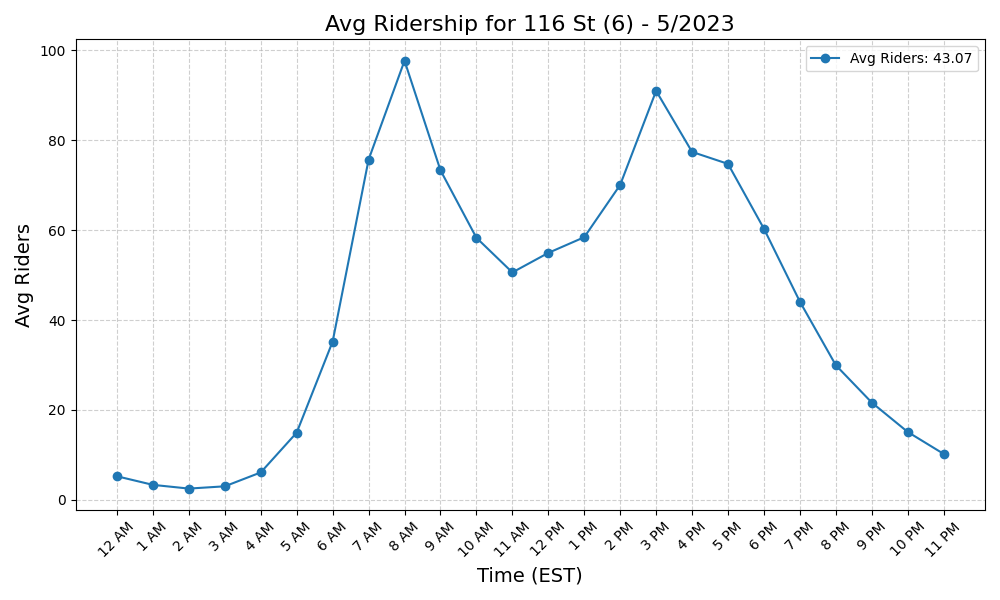 Avg Ridership for 116 St (6) - 5/2023
Avg Riders: 43.07
Avg Riders
100
80
60
40
20
0
12 AM
1 AM
2 AM
3 AM
4 AM
5 AM
6 AM
7 AM
8 AM
9 AM
10 AM
11 AM
12 PM
1 PM
2 PM
3 PM
4 PM
5 PM
6 PM
7 PM
8 PM
9 PM
10 PM
11 PM
Time (EST)